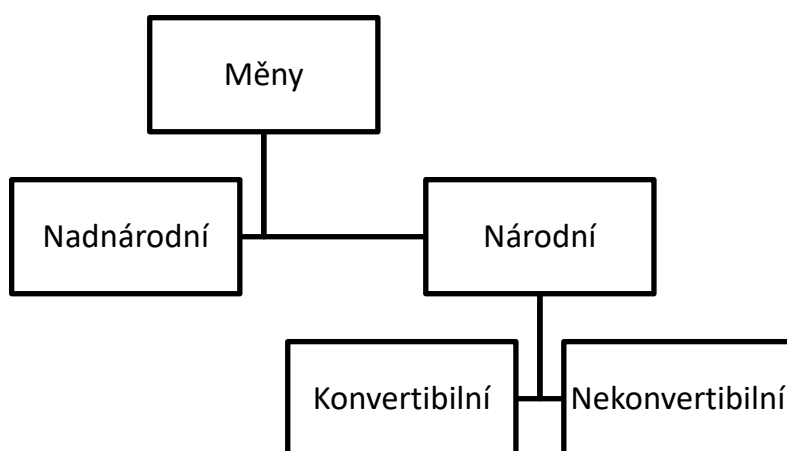 Měny
Nadnárodní
Národní
Konvertibilní
Nekonvertibilní